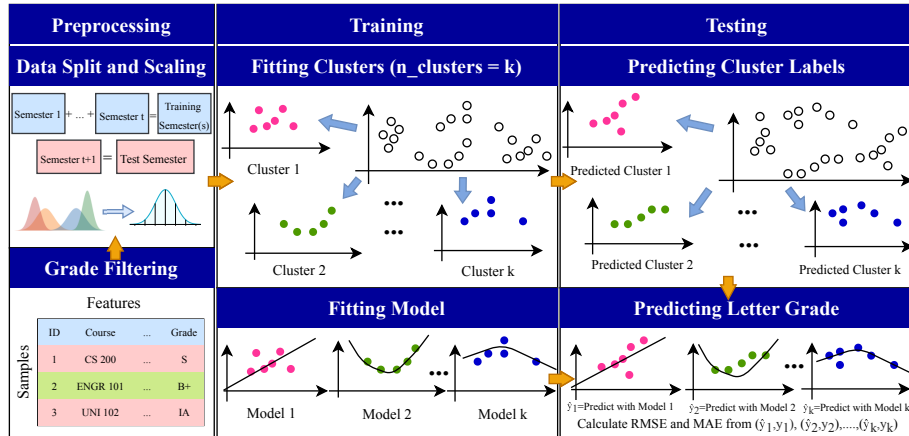 Preprocessing
Data Split and Scaling
Semester 1 + ... + Semester t = Training Semester(s)
Semester t+1 = Test Semester
Grade Filtering
Features
Samples
ID Course ... Grade
1 CS 200 ... S
2 ENGR 101 ... B+
3 UNI 102 ... IA
Training
Fitting Clusters (n_clusters = k)
Cluster 1
Cluster 2
...
...
Cluster k
Fitting Model
...
Model 1 Model 2 Model k
Testing
Predicting Cluster Labels
Predicted Cluster 1
Predicted Cluster 2
...
...
Predicted Cluster k
Predicting Letter Grade
...
ŷ₁=Predict with Model 1 ŷ₂=Predict with Model 2 ŷₖ=Predict with Model k
Calculate RMSE and MAE from (ŷ₁,y₁), (ŷ₂,y₂),....,(ŷₖ,yₖ)